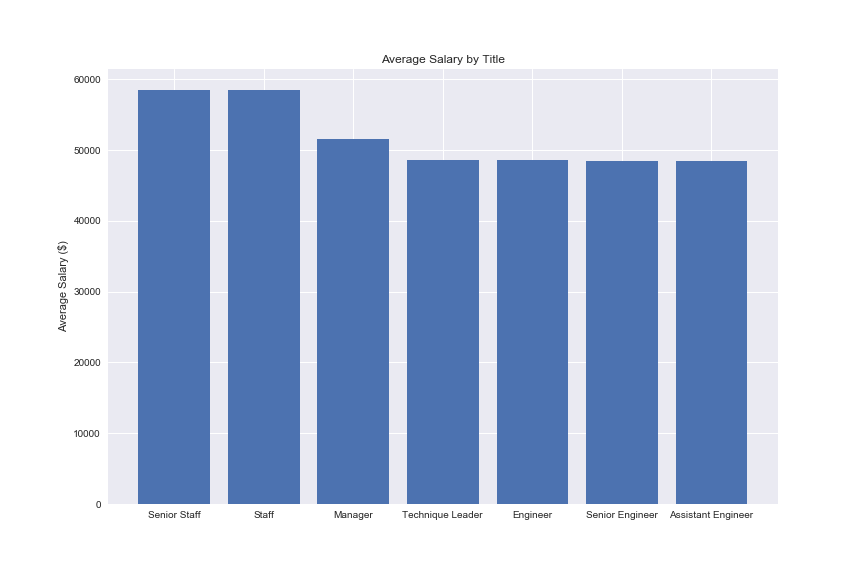 Average Salary by Title
60000
50000
40000
30000
20000
10000
0
Average Salary ($)
Senior Staff
Staff
Manager
Technique Leader
Engineer
Senior Engineer
Assistant Engineer